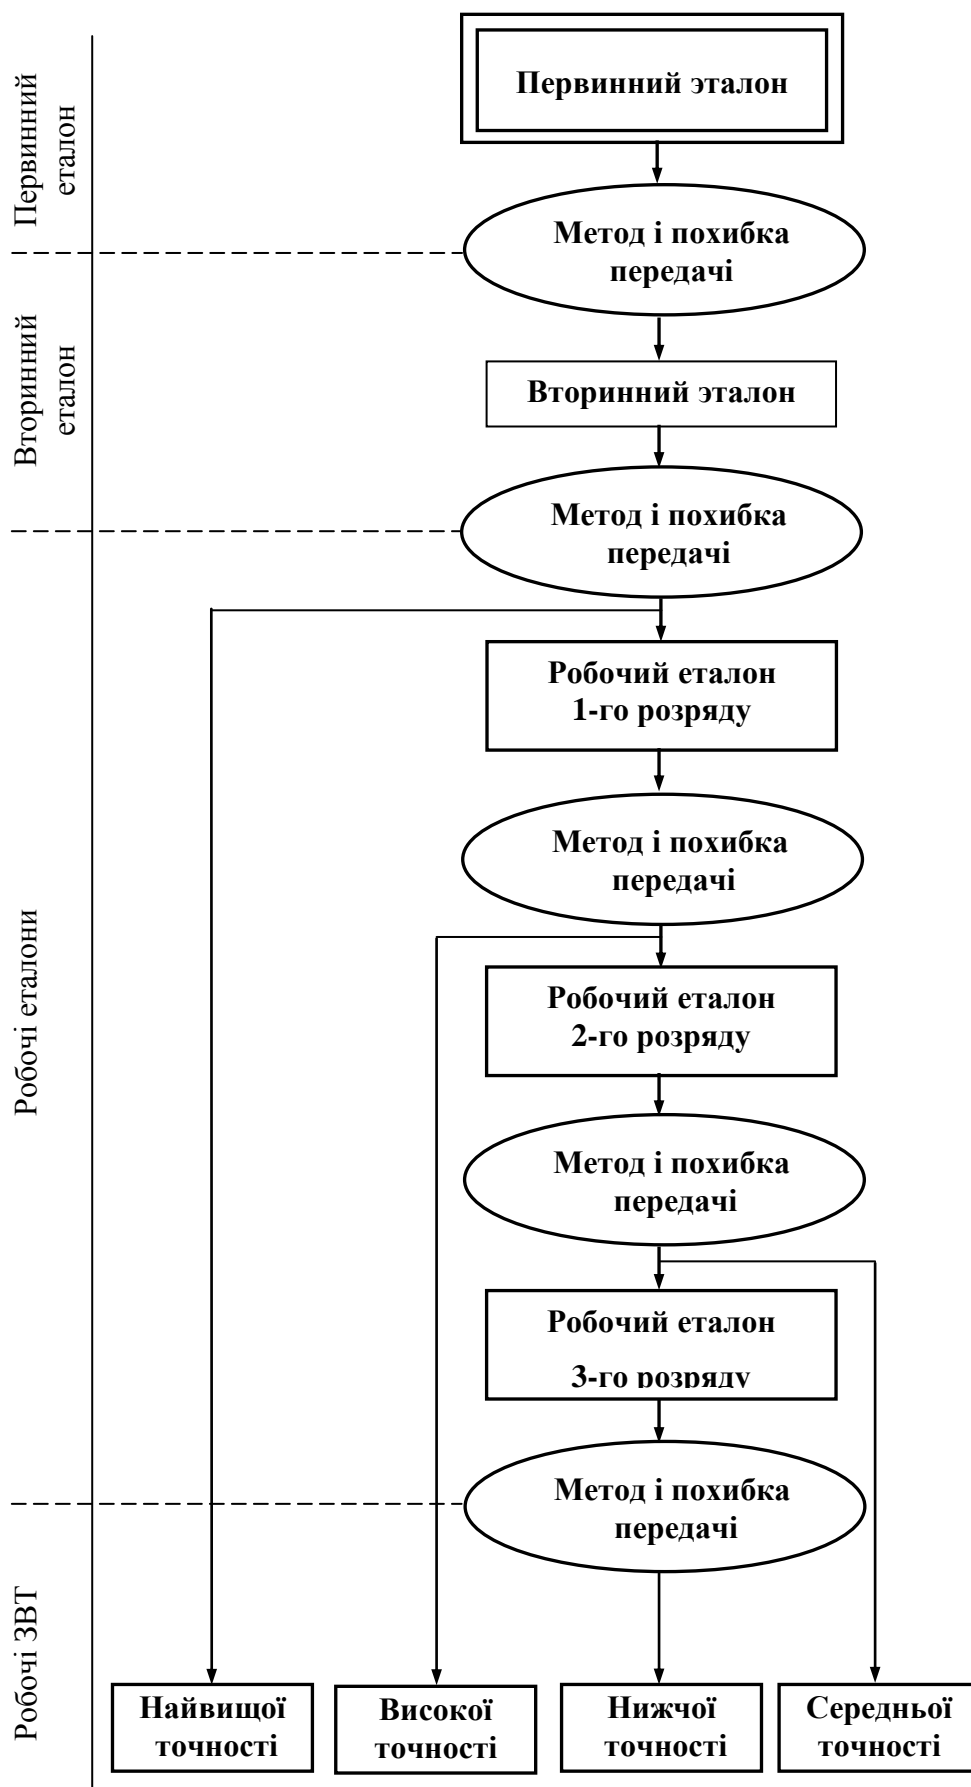 Первинний
еталон
Первинний эталон
Метод і похибка
передачі
Вторинний
еталон
Вторинний эталон
Метод і похибка
передачі
Робочі еталони
Робочий еталон
1-го розряду
Метод і похибка
передачі
Робочий еталон
2-го розряду
Метод і похибка
передачі
Робочий еталон
3-го розряду
Метод і похибка
передачі
Робочі ЗВТ
Найвищої
точності
Високої
точності
Нижчої
точності
Середньої
точності